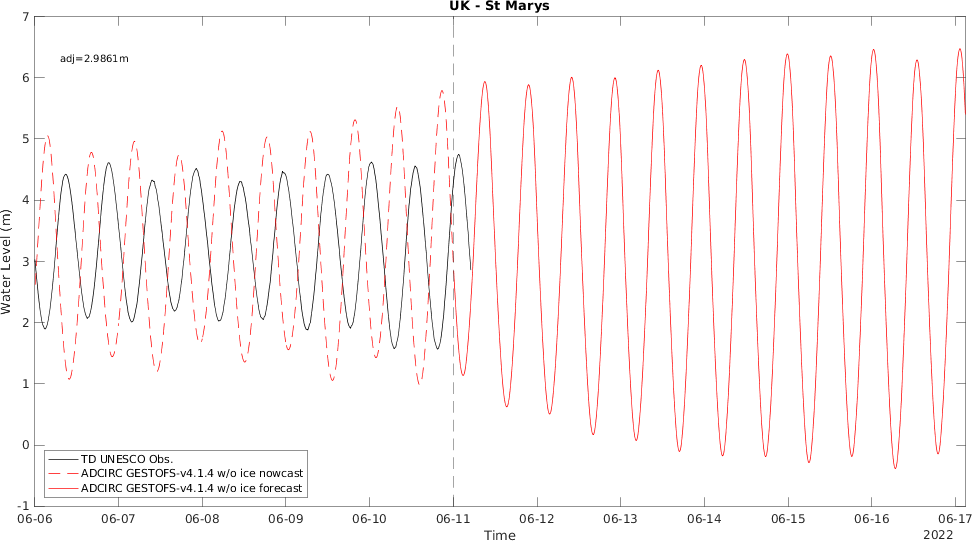 UK - St Marys
7
adj=2.9861m
6
5
4
3
2
1
0
-1
Water Level (m)
TD UNESCO Obs.
ADCIRC GESTOFS-v4.1.4 w/o ice nowcast
ADCIRC GESTOFS-v4.1.4 w/o ice forecast
06-06 06-07 06-08 06-09 06-10 06-11 06-12 06-13 06-14 06-15 06-16 06-17
Time
2022